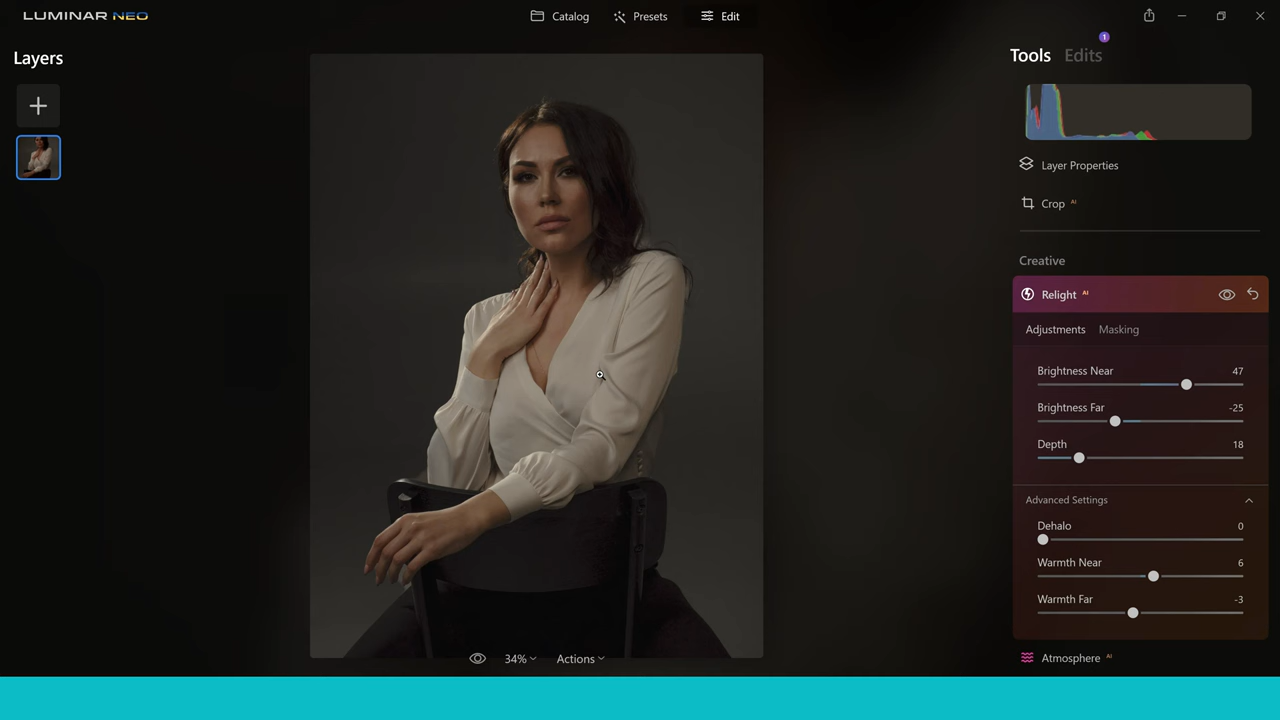 LUMINAR NEO
Catalog
Presets
Edit
Layers
1
Tools
Edits
Layer Properties
Crop AI
Creative
Relight AI
Adjustments
Masking
Brightness Near 47
Brightness Far -25
Depth 18
Advanced Settings
Dehalo 0
Warmth Near 6
Warmth Far -3
34%
Actions
Atmosphere AI